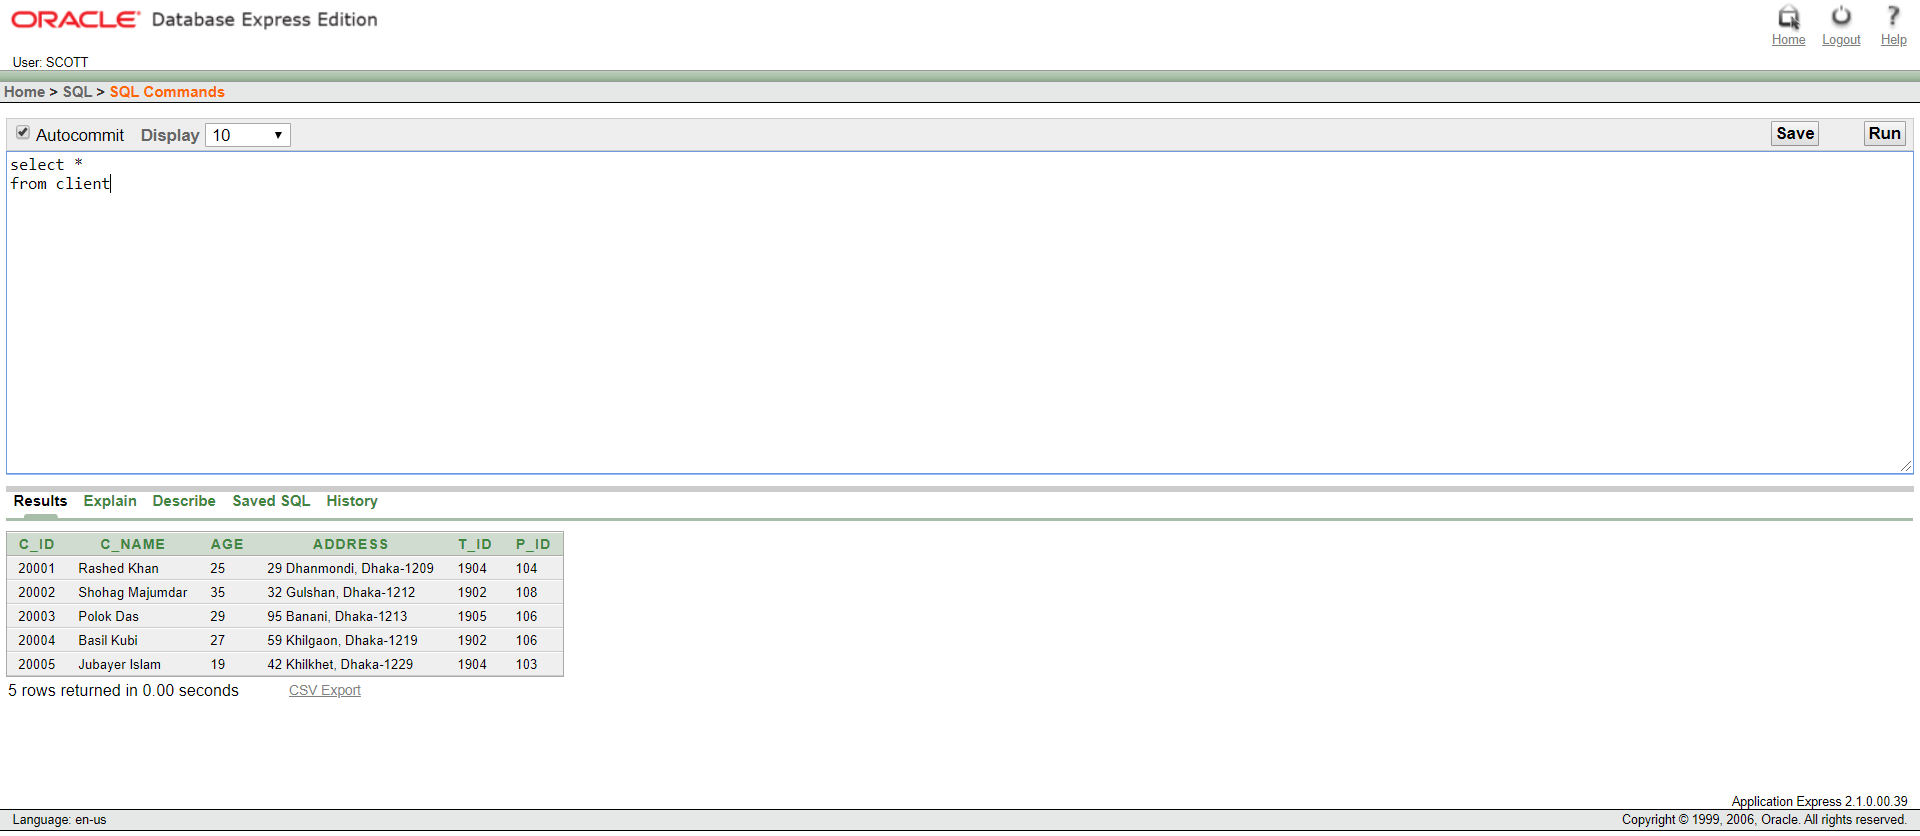 ORACLE Database Express Edition
Home Logout Help
User: SCOTT
Home > SQL > SQL Commands
Autocommit Display 10 Save Run
select *
from client
Results Explain Describe Saved SQL History
C_ID C_NAME AGE ADDRESS T_ID P_ID
20001 Rashed Khan 25 29 Dhanmondi, Dhaka-1209 1904 104
20002 Shohag Majumdar 35 32 Gulshan, Dhaka-1212 1902 108
20003 Polok Das 29 95 Banani, Dhaka-1213 1905 106
20004 Basil Kubi 27 59 Khilgaon, Dhaka-1219 1902 106
20005 Jubayer Islam 19 42 Khilkhet, Dhaka-1229 1904 103
5 rows returned in 0.00 seconds CSV Export
Application Express 2.1.0.00.39
Language: en-us Copyright © 1999, 2006, Oracle. All rights reserved.